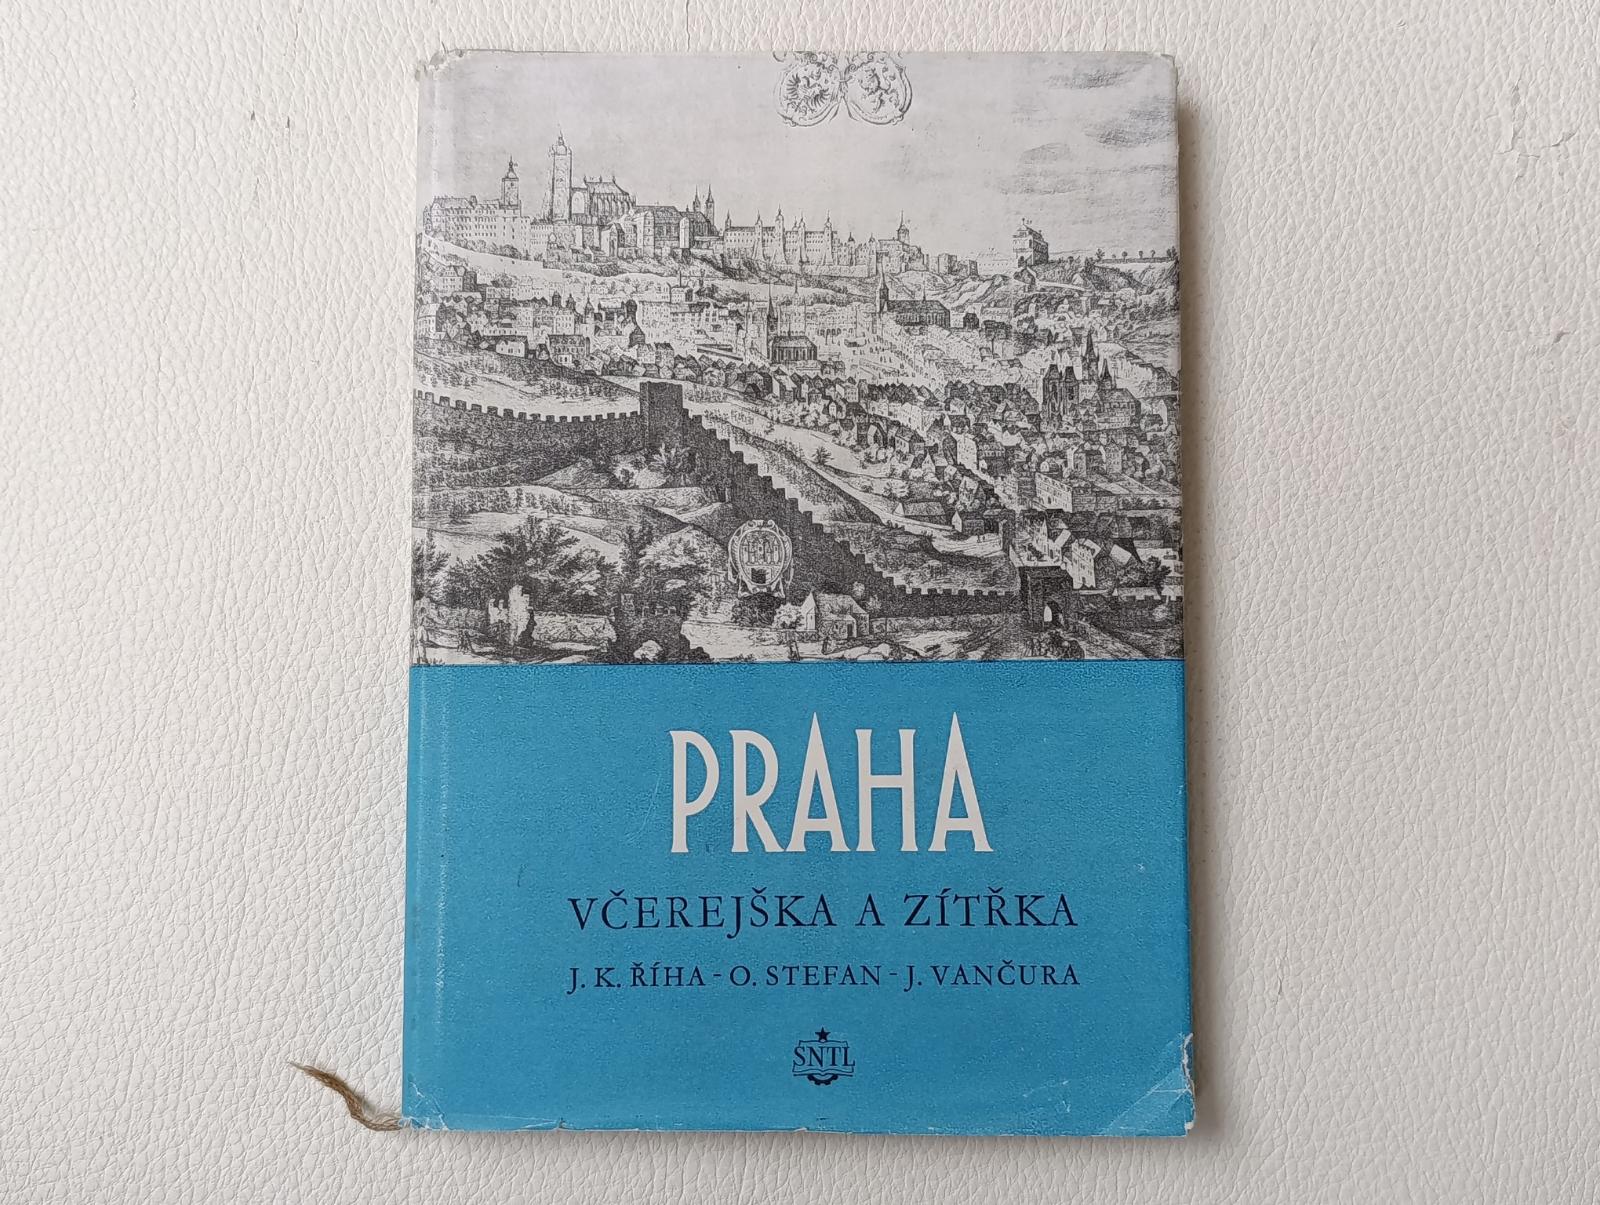 PRAHA
VČEREJŠKA A ZÍTŘKA
J. K. ŘÍHA - O. STEFAN - J. VANČURA
SNTL